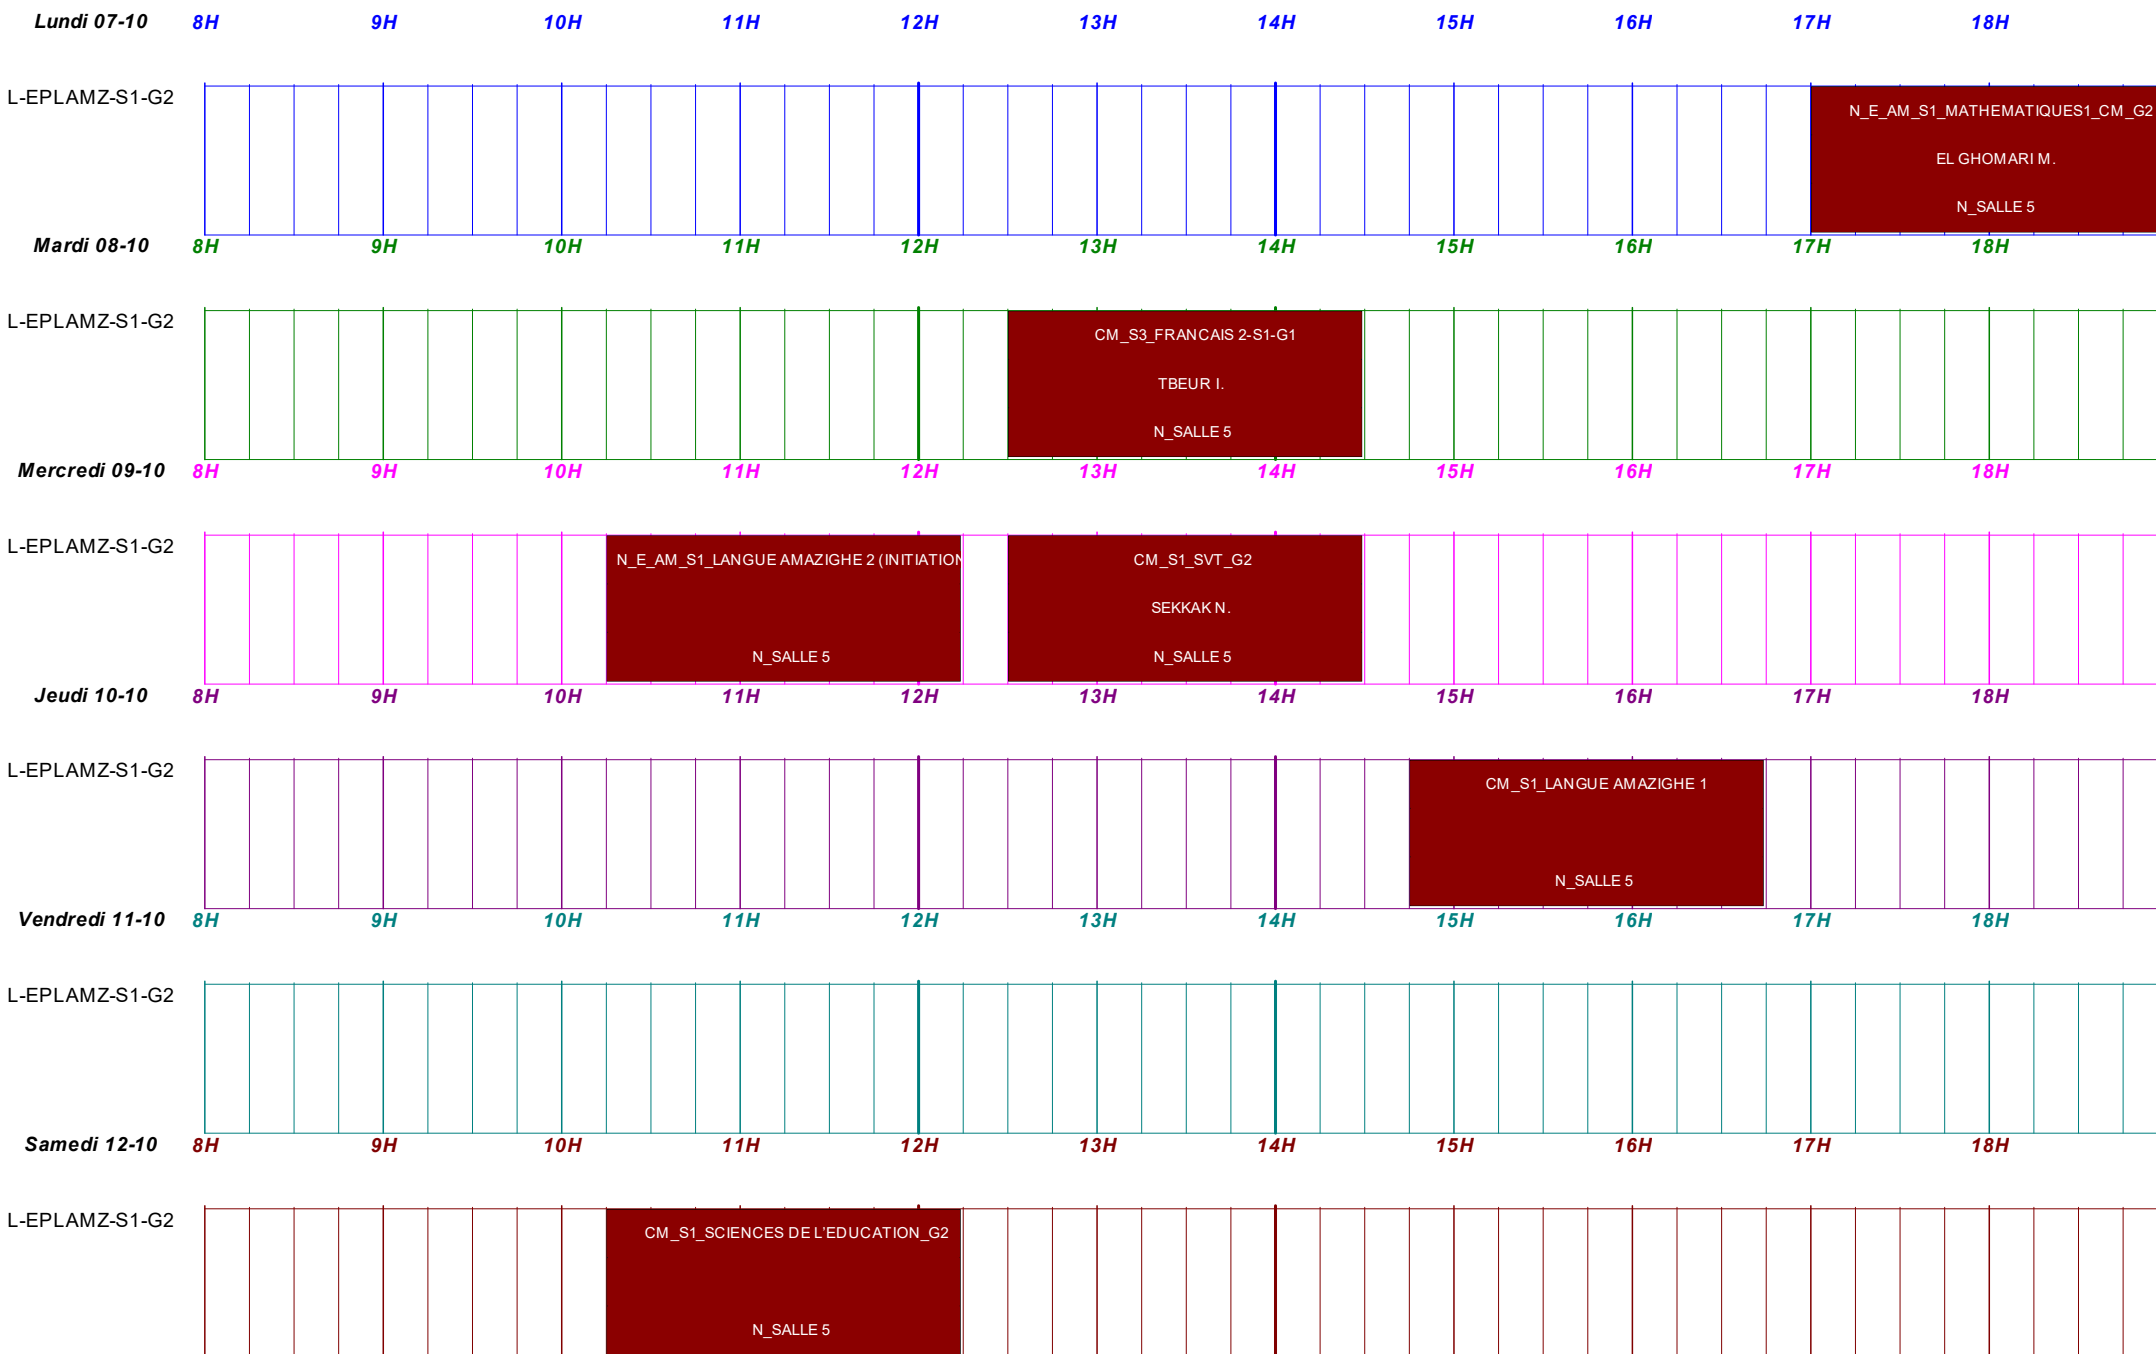 Lundi 07-10 8H 9H 10H 11H 12H 13H 14H 15H 16H 17H 18H
L-EPLAMZ-S1-G2
N_E_AM_S1_MATHEMATIQUES1_CM_G2
EL GHOMARI M.
N_SALLE 5
Mardi 08-10 8H 9H 10H 11H 12H 13H 14H 15H 16H 17H 18H
L-EPLAMZ-S1-G2
CM_S3_FRANCAIS 2-S1-G1
TBEUR I.
N_SALLE 5
Mercredi 09-10 8H 9H 10H 11H 12H 13H 14H 15H 16H 17H 18H
L-EPLAMZ-S1-G2
N_E_AM_S1_LANGUE AMAZIGHE 2 (INITIATION
N_SALLE 5
CM_S1_SVT_G2
SEKKAK N.
N_SALLE 5
Jeudi 10-10 8H 9H 10H 11H 12H 13H 14H 15H 16H 17H 18H
L-EPLAMZ-S1-G2
CM_S1_LANGUE AMAZIGHE 1
N_SALLE 5
Vendredi 11-10 8H 9H 10H 11H 12H 13H 14H 15H 16H 17H 18H
L-EPLAMZ-S1-G2
Samedi 12-10 8H 9H 10H 11H 12H 13H 14H 15H 16H 17H 18H
L-EPLAMZ-S1-G2
CM_S1_SCIENCES DE L'EDUCATION_G2
N_SALLE 5